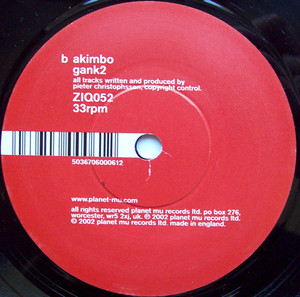 b akimbo
gank2
all tracks written and produced by
pieter christophssen, copyright control.
ZIQ052
33rpm
5036706000612
www.planet-mu.com
all rights reserved planet mu records ltd. po box 276,
worcester, wr5 2xj, uk. ℗ 2002 planet mu records ltd.
© 2002 planet mu records ltd. made in england.